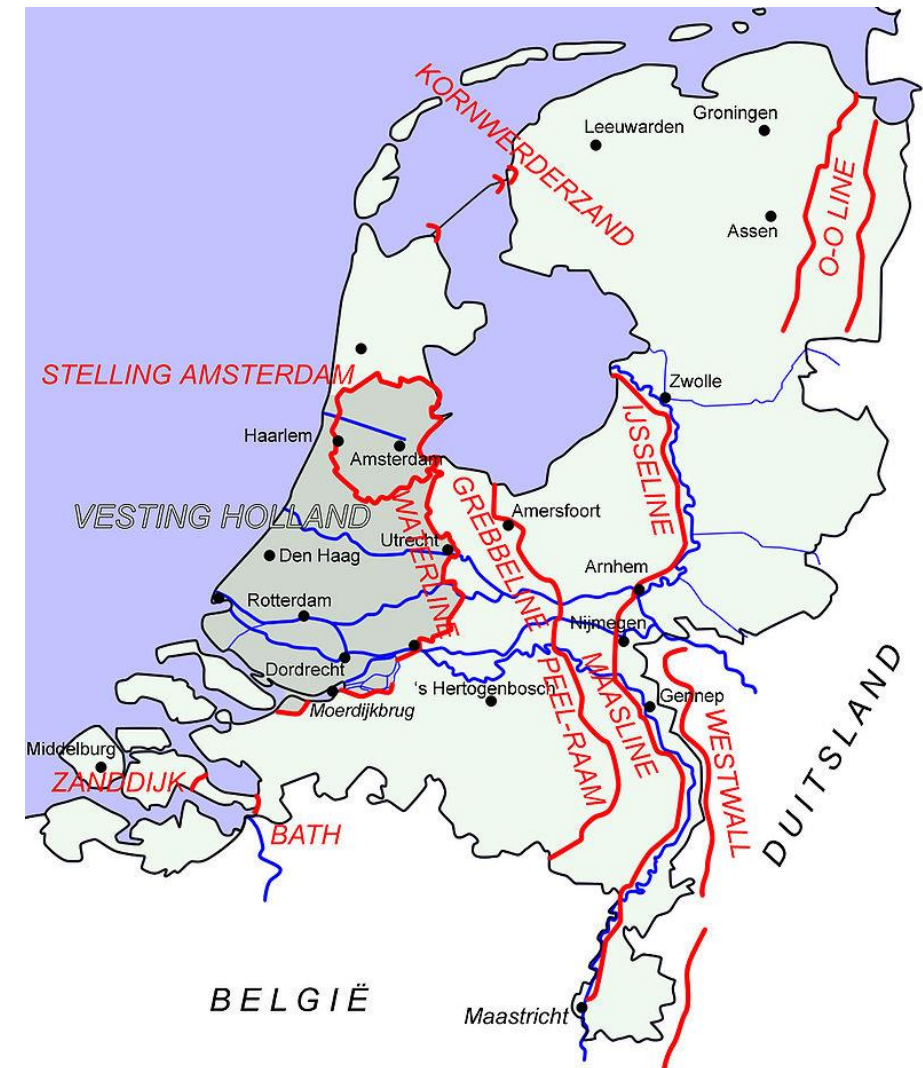 KORNWERDERZAND
Groningen
Leeuwarden
Assen
O-O LINE
STELLING AMSTERDAM
Zwolle
IJSSELINE
Haarlem
Amsterdam
GREBBELINE
Amersfoort
VESTING HOLLAND
WATERLINE
Utrecht
Den Haag
Arnhem
Rotterdam
Nijmegen
Dordrecht
's Hertogenbosch
Gennep
Moerdijkbrug
PEEL-RAAM
MAASLINE
WESTWALL
DUITSLAND
Middelburg
ZANDDIJK
BATH
BELGIË
Maastricht